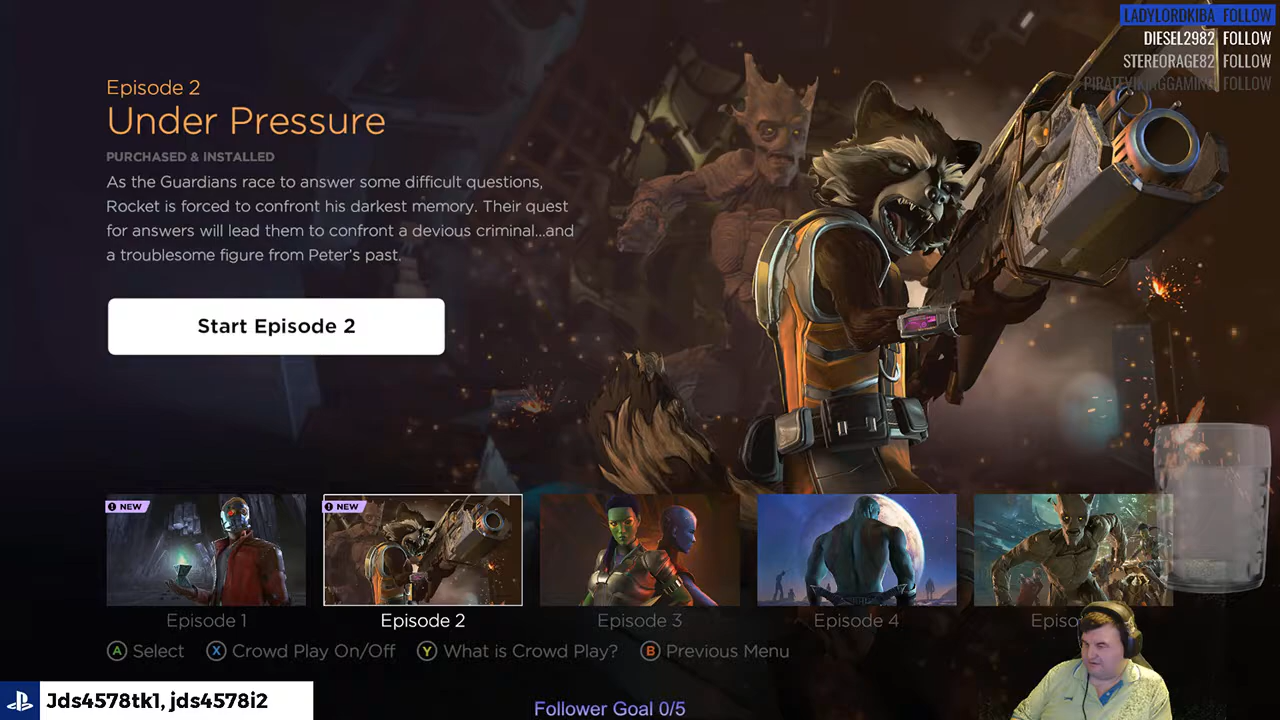 LADYLORDKIBA FOLLOW
DIESEL2982 FOLLOW
STEREORAGE82 FOLLOW
PIRATEVIKINGGAMING FOLLOW
Episode 2
Under Pressure
PURCHASED & INSTALLED
As the Guardians race to answer some difficult questions,
Rocket is forced to confront his darkest memory. Their quest
for answers will lead them to confront a devious criminal...and
a troublesome figure from Peter's past.
Start Episode 2
NEW
NEW
Episode 1
Episode 2
Episode 3
Episode 4
Episo
A Select
X Crowd Play On/Off
Y What is Crowd Play?
B Previous Menu
Jds4578tk1, jds4578i2
Follower Goal 0/5